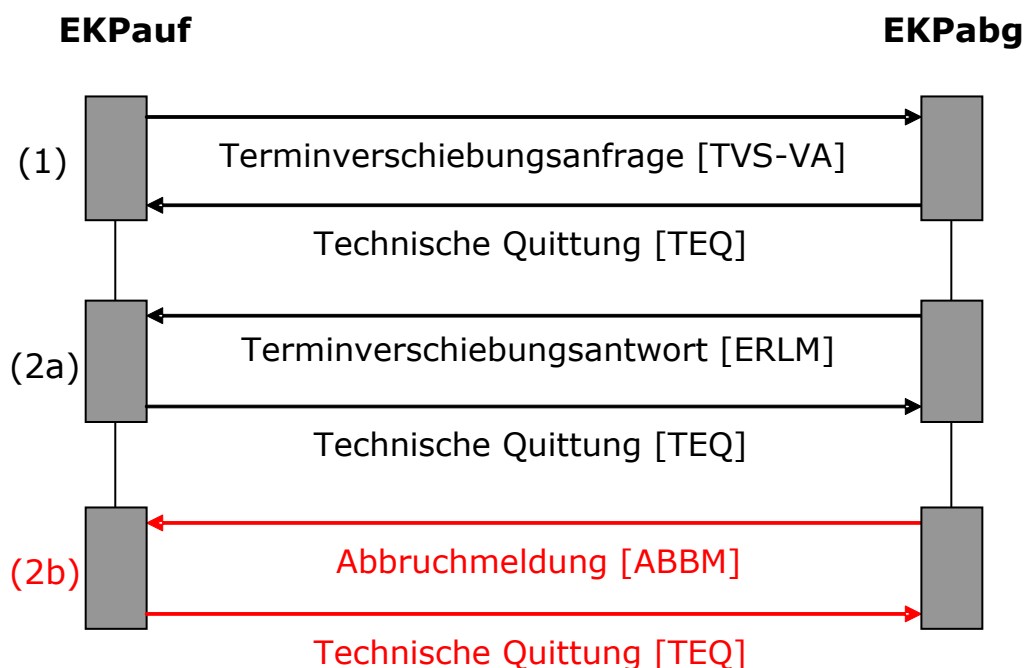 EKPauf EKPabg
(1) Terminverschiebungsanfrage [TVS-VA]
Technische Quittung [TEQ]
(2a) Terminverschiebungsantwort [ERLM]
Technische Quittung [TEQ]
(2b) Abbruchmeldung [ABBM]
Technische Quittung [TEQ]